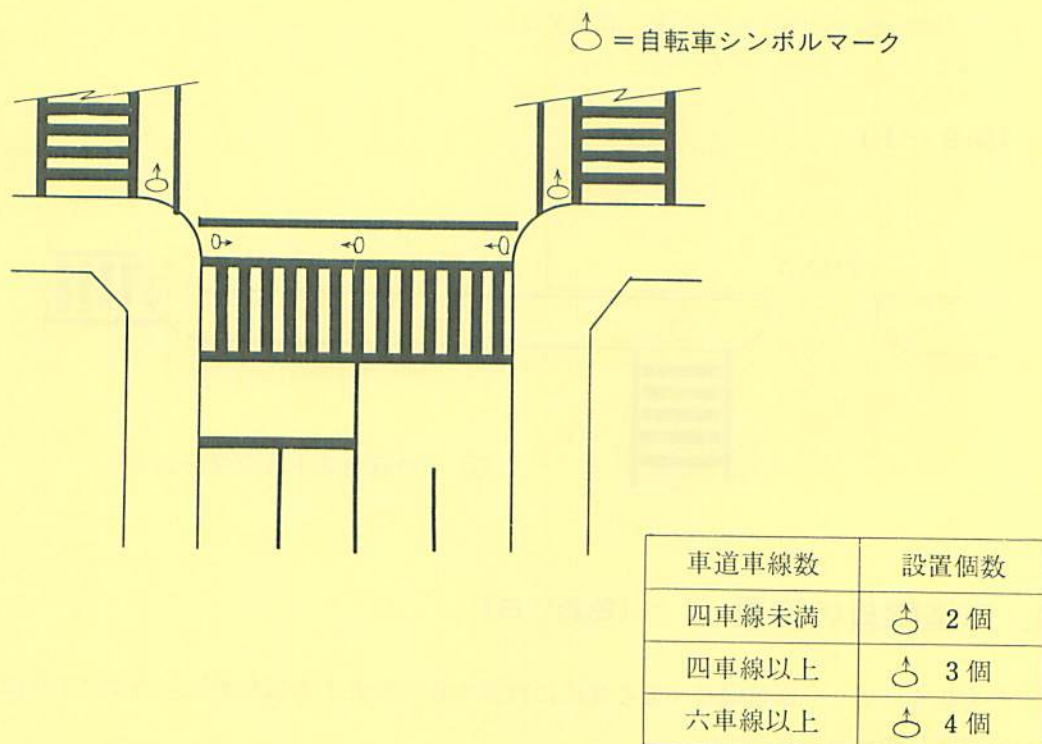 ＝自転車シンボルマーク
車道車線数 設置個数
四車線未満 2個
四車線以上 3個
六車線以上 4個